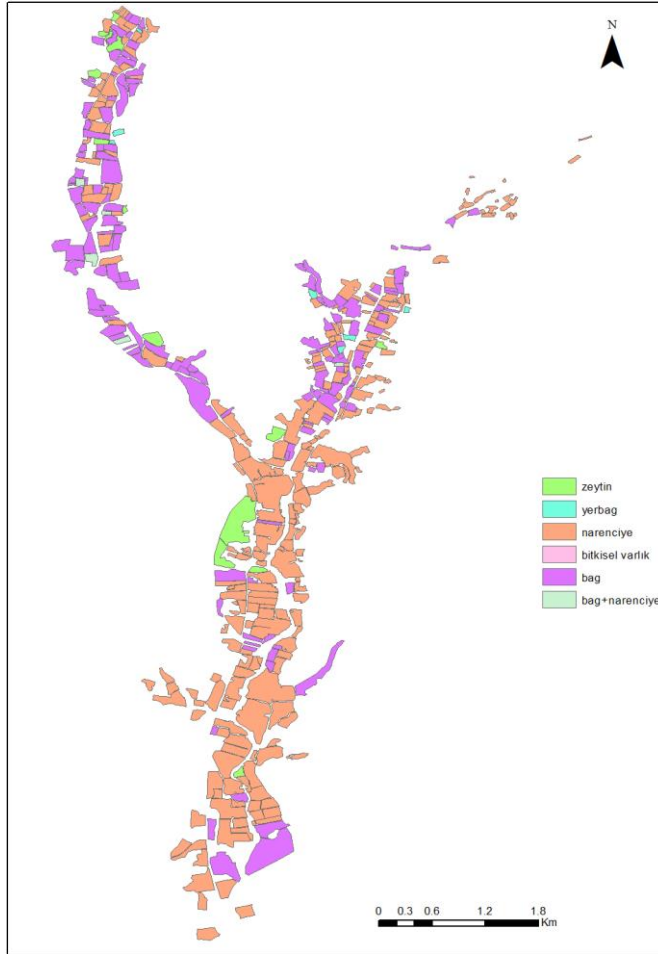 N
zeytin
yerbag
narenciye
bitkisel varlık
bag
bag+narenciye
0 0.3 0.6 1.2 1.8
Km